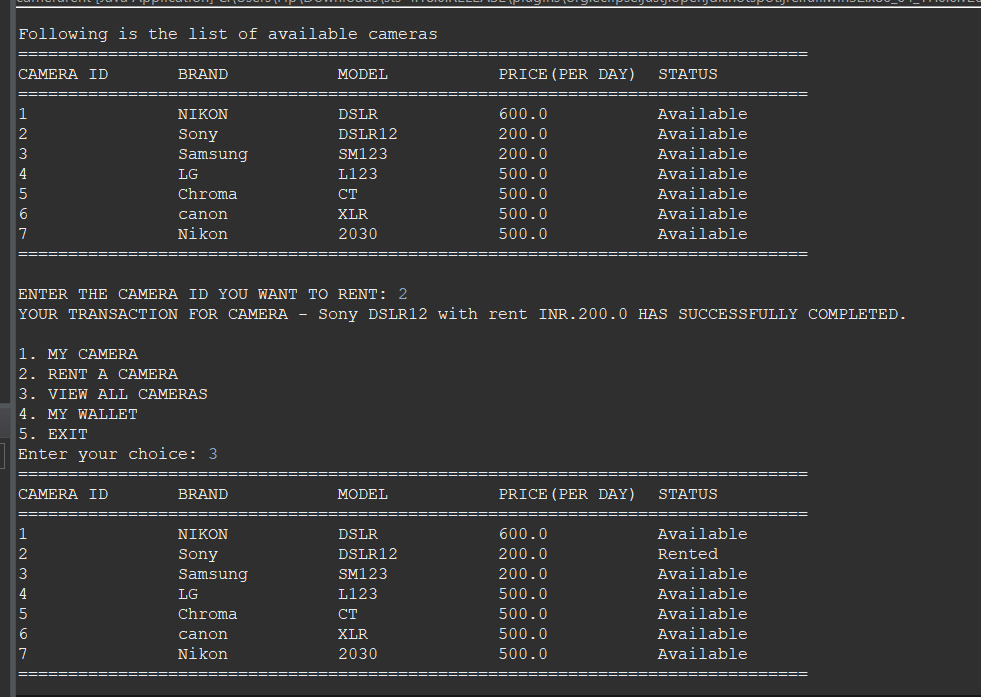 Following is the list of available cameras
===============================================================================
CAMERA ID BRAND MODEL PRICE(PER DAY) STATUS
===============================================================================
1 NIKON DSLR 600.0 Available
2 Sony DSLR12 200.0 Available
3 Samsung SM123 200.0 Available
4 LG L123 500.0 Available
5 Chroma CT 500.0 Available
6 canon XLR 500.0 Available
7 Nikon 2030 500.0 Available
===============================================================================
ENTER THE CAMERA ID YOU WANT TO RENT: 2
YOUR TRANSACTION FOR CAMERA - Sony DSLR12 with rent INR.200.0 HAS SUCCESSFULLY COMPLETED.
1. MY CAMERA
2. RENT A CAMERA
3. VIEW ALL CAMERAS
4. MY WALLET
5. EXIT
Enter your choice: 3
===============================================================================
CAMERA ID BRAND MODEL PRICE(PER DAY) STATUS
===============================================================================
1 NIKON DSLR 600.0 Available
2 Sony DSLR12 200.0 Rented
3 Samsung SM123 200.0 Available
4 LG L123 500.0 Available
5 Chroma CT 500.0 Available
6 canon XLR 500.0 Available
7 Nikon 2030 500.0 Available
===============================================================================